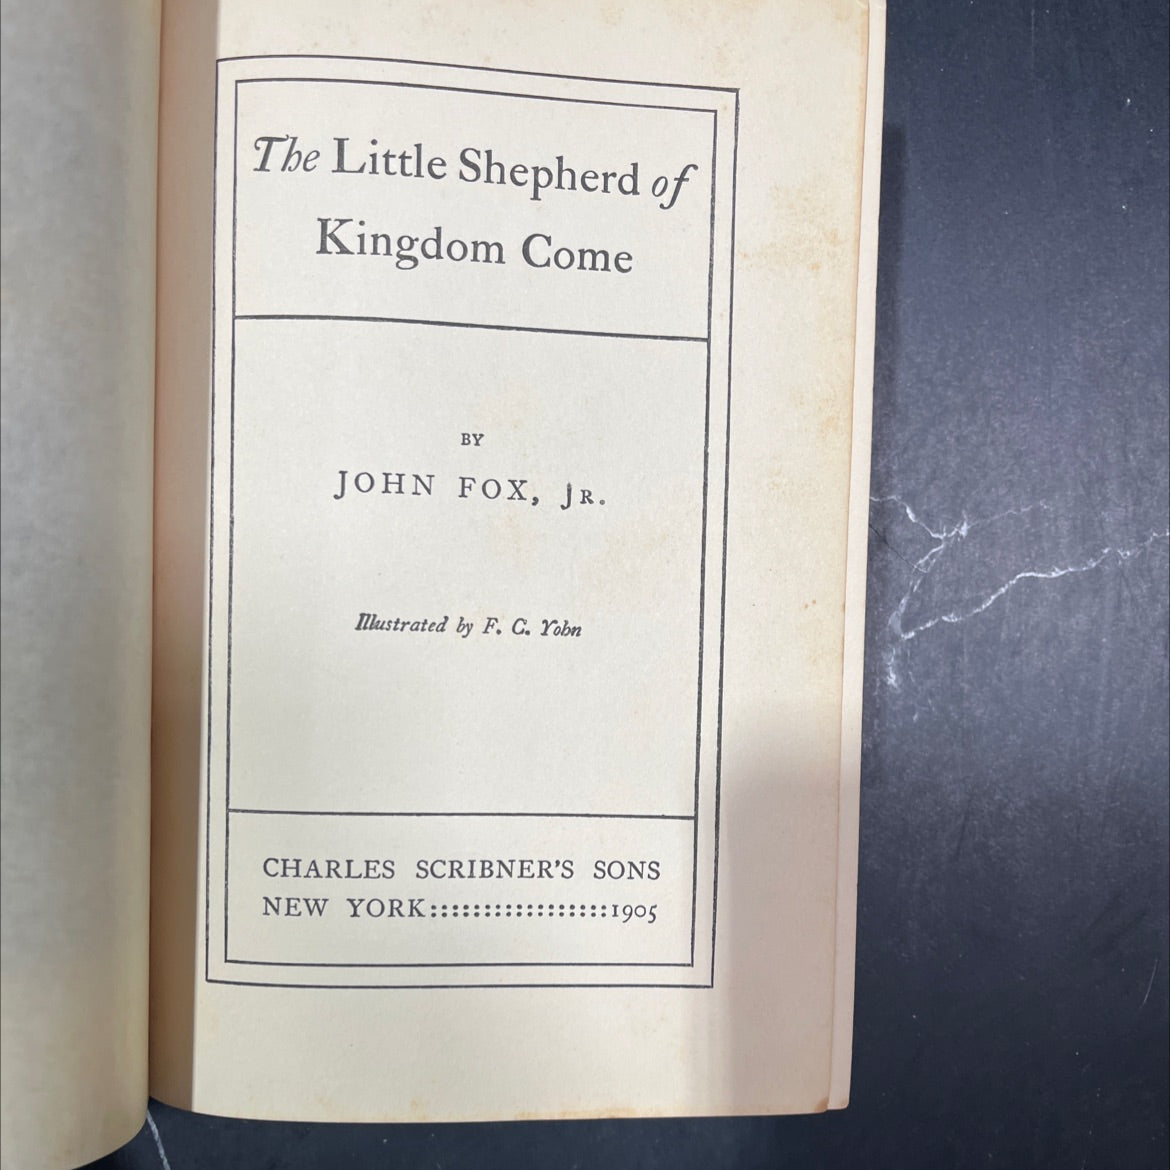 The Little Shepherd of
Kingdom Come
BY
JOHN FOX, JR.
Illustrated by F. C. Yohn
CHARLES SCRIBNER'S SONS
NEW YORK::::::::::::::::::1905